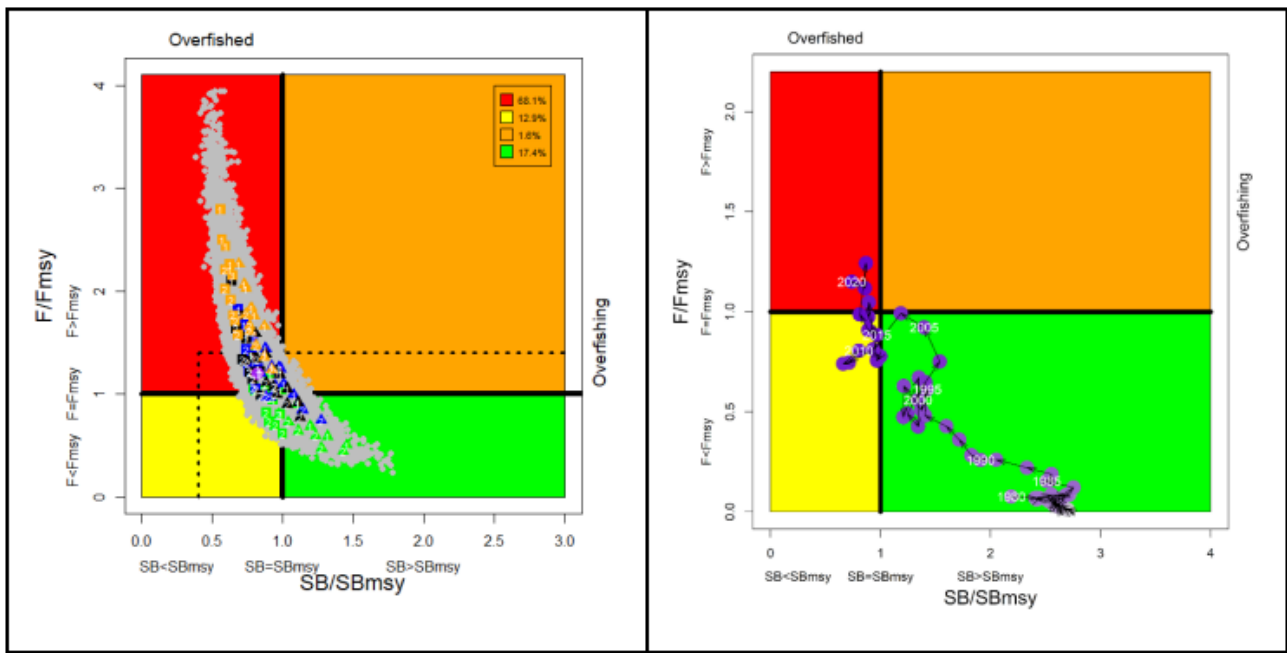 Overfished
4
3
2
1
0
F/Fmsy
F>Fmsy
F=Fmsy
F<Fmsy
68.1%
12.9%
1.6%
17.4%
Overfishing
0.0 0.5 1.0 1.5 2.0 2.5 3.0
SB<SBmsy SB=SBmsy SB>SBmsy
SB/SBmsy
Overfished
2.0
1.5
1.0
0.5
0.0
F/Fmsy
F>Fmsy
F=Fmsy
F<Fmsy
2020
2015
2010
2005
1995
2000
1990
1985
1980
Overfishing
0 1 2 3 4
SB<SBmsy SB=SBmsy SB>SBmsy
SB/SBmsy